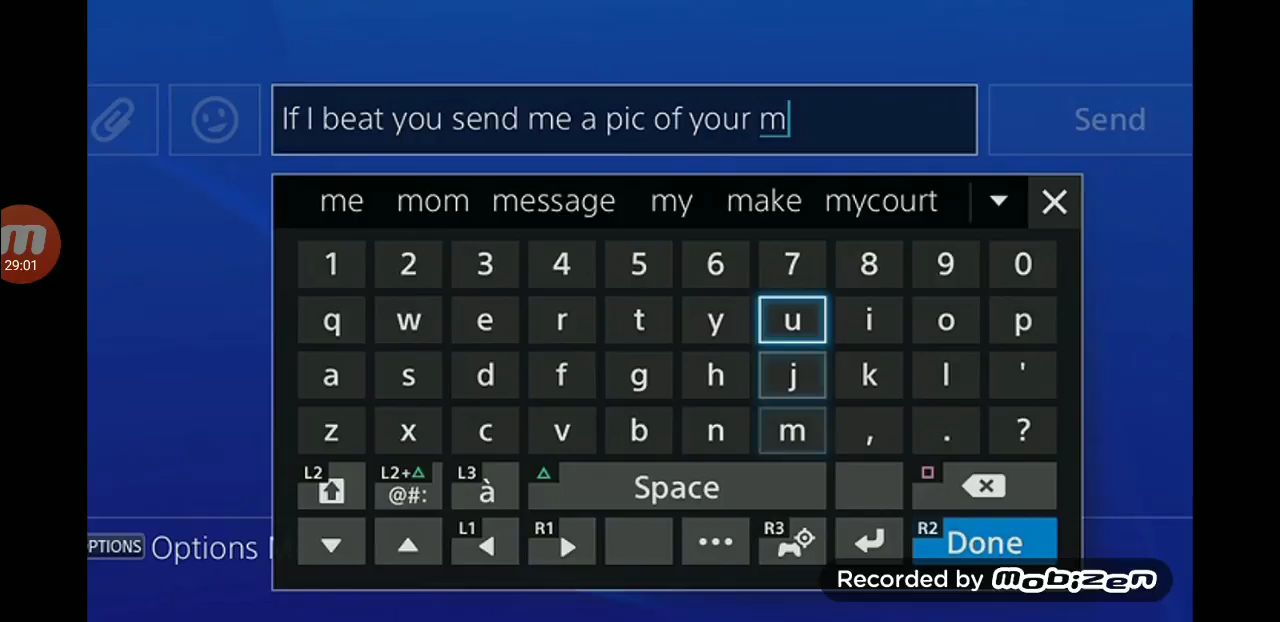 If I beat you send me a pic of your m
Send
me mom message my make mycourt
29:01
1 2 3 4 5 6 7 8 9 0
q w e r t y u i o p
a s d f g h j k l '
z x c v b n m , . ?
L2 L2+△ @#: L3 à △ Space □
L1 R1 ••• R3 R2 Done
PTIONS Options
Recorded by mobizen